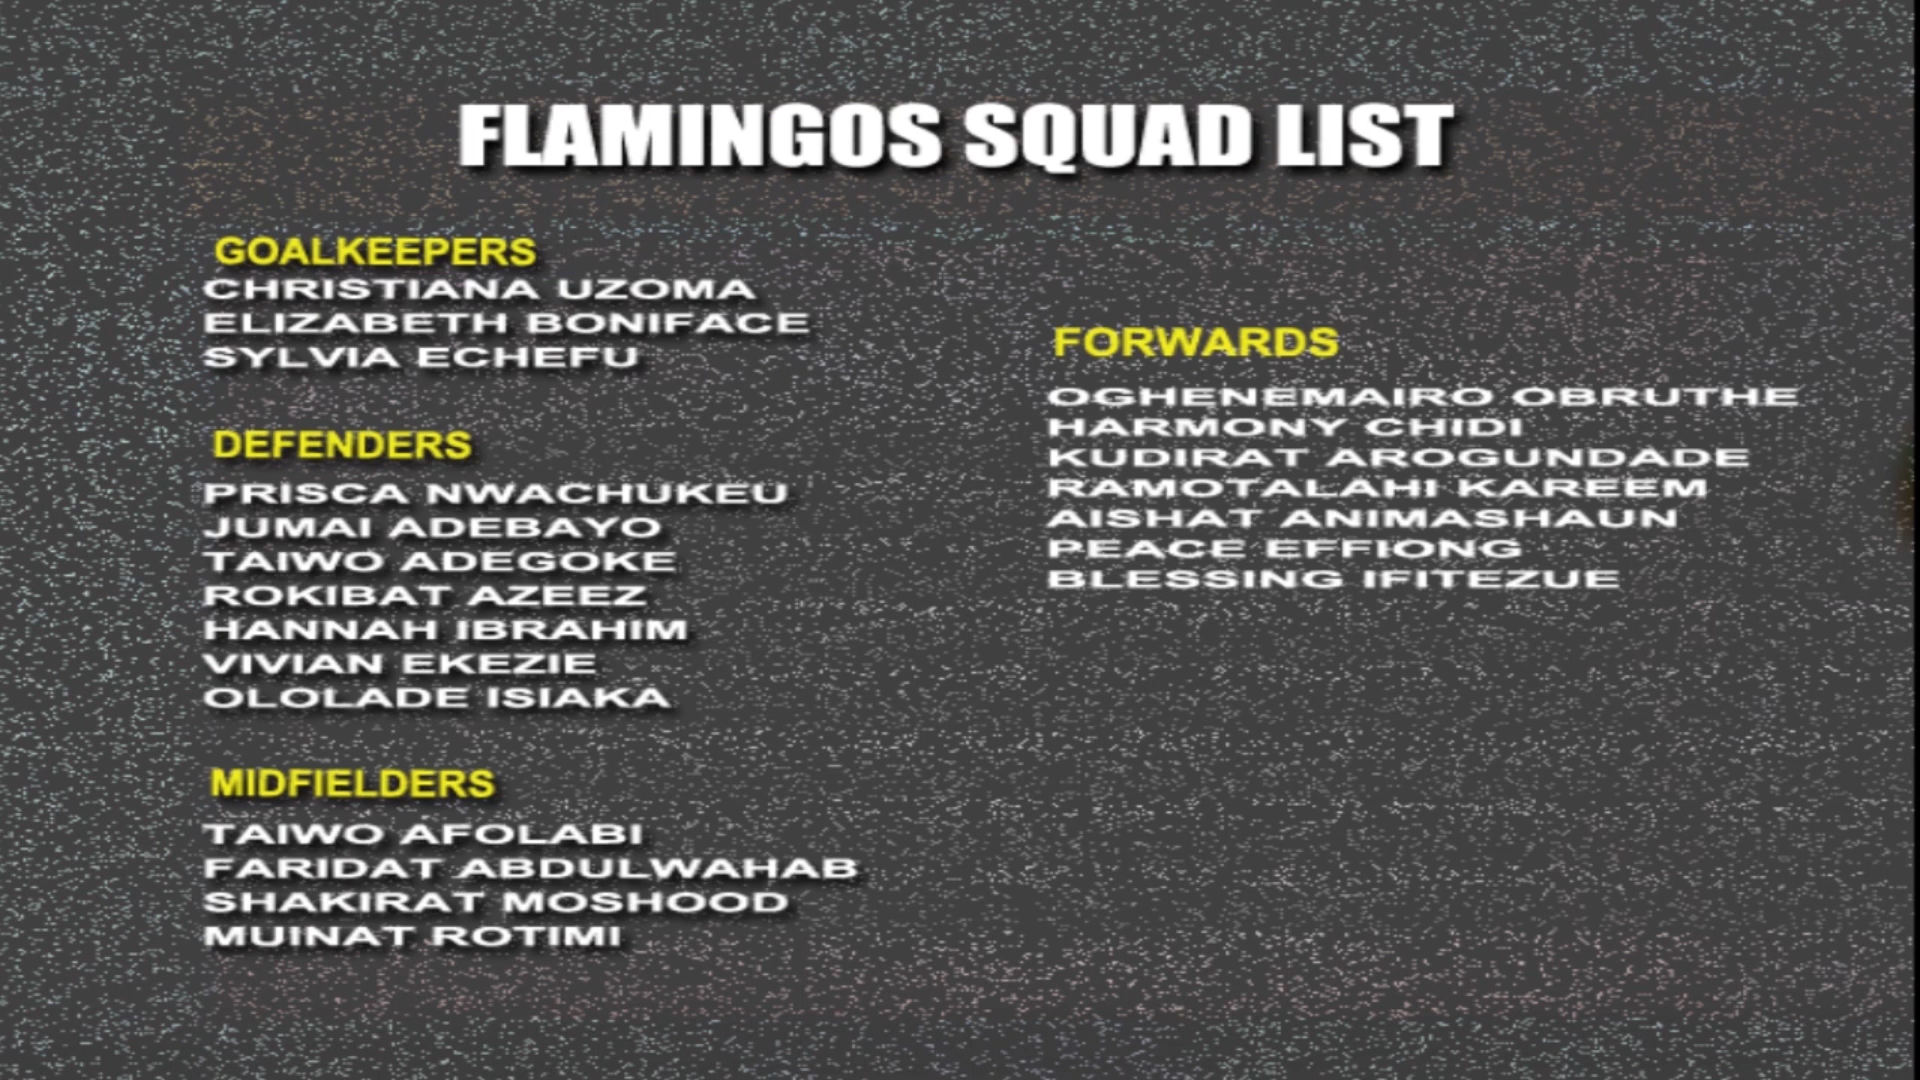 FLAMINGOS SQUAD LIST
GOALKEEPERS
CHRISTIANA UZOMA
ELIZABETH BONIFACE
SYLVIA ECHEFU
DEFENDERS
PRISCA NWACHUKEU
JUMAI ADEBAYO
TAIWO ADEGOKE
ROKIBAT AZEEZ
HANNAH IBRAHIM
VIVIAN EKEZIE
OLOLADE ISIAKA
MIDFIELDERS
TAIWO AFOLABI
FARIDAT ABDULWAHAB
SHAKIRAT MOSHOOD
MUINAT ROTIMI
FORWARDS
OGHENEMAIRO OBRUTHE
HARMONY CHIDI
KUDIRAT AROGUNDADE
RAMOTALAHI KAREEM
AISHAT ANIMASHAUN
PEACE EFFIONG
BLESSING IFITEZUE